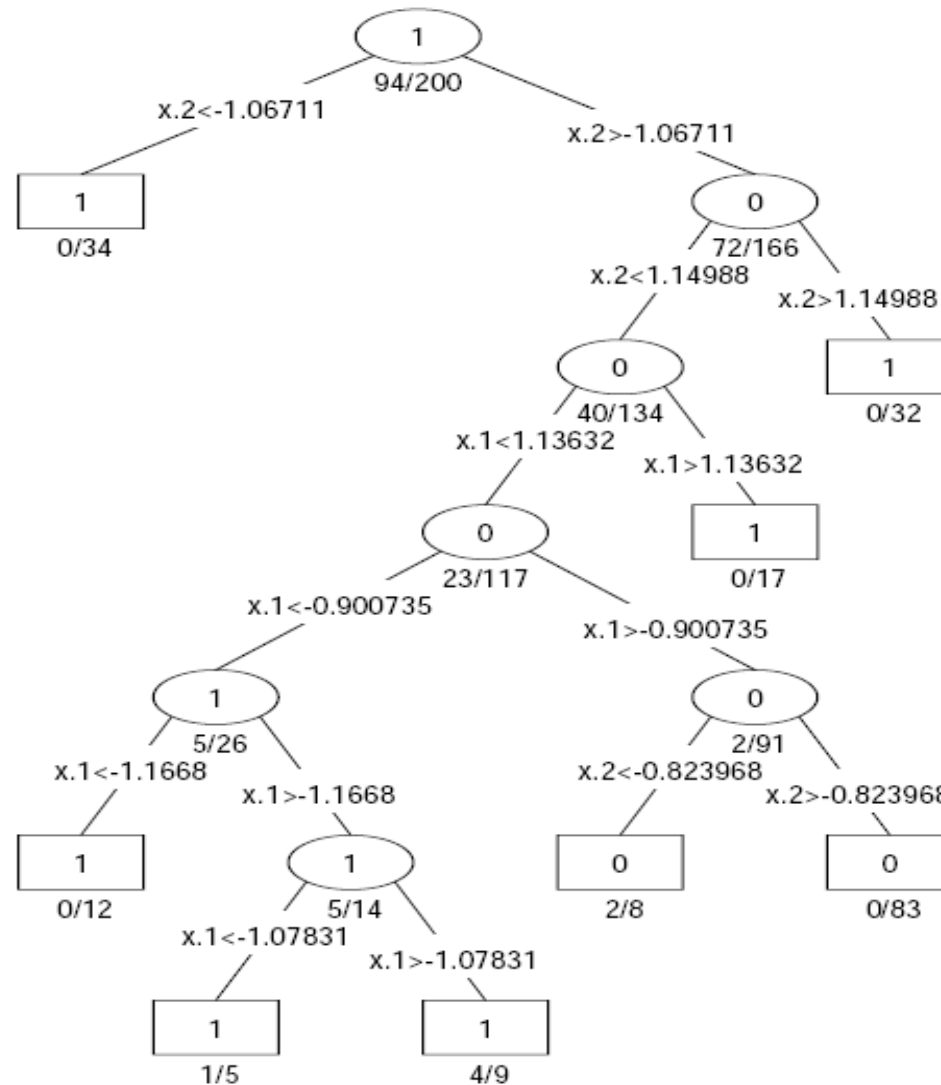 1
94/200
x.2<-1.06711
x.2>-1.06711
1
0/34
0
72/166
x.2<1.14988
x.2>1.14988
0
40/134
1
0/32
x.1<1.13632
x.1>1.13632
0
23/117
1
0/17
x.1<-0.900735
x.1>-0.900735
1
5/26
0
2/91
x.1<-1.1668
x.1>-1.1668
x.2<-0.823968
x.2>-0.823968
1
0/12
1
5/14
0
2/8
0
0/83
x.1<-1.07831
x.1>-1.07831
1
1/5
1
4/9